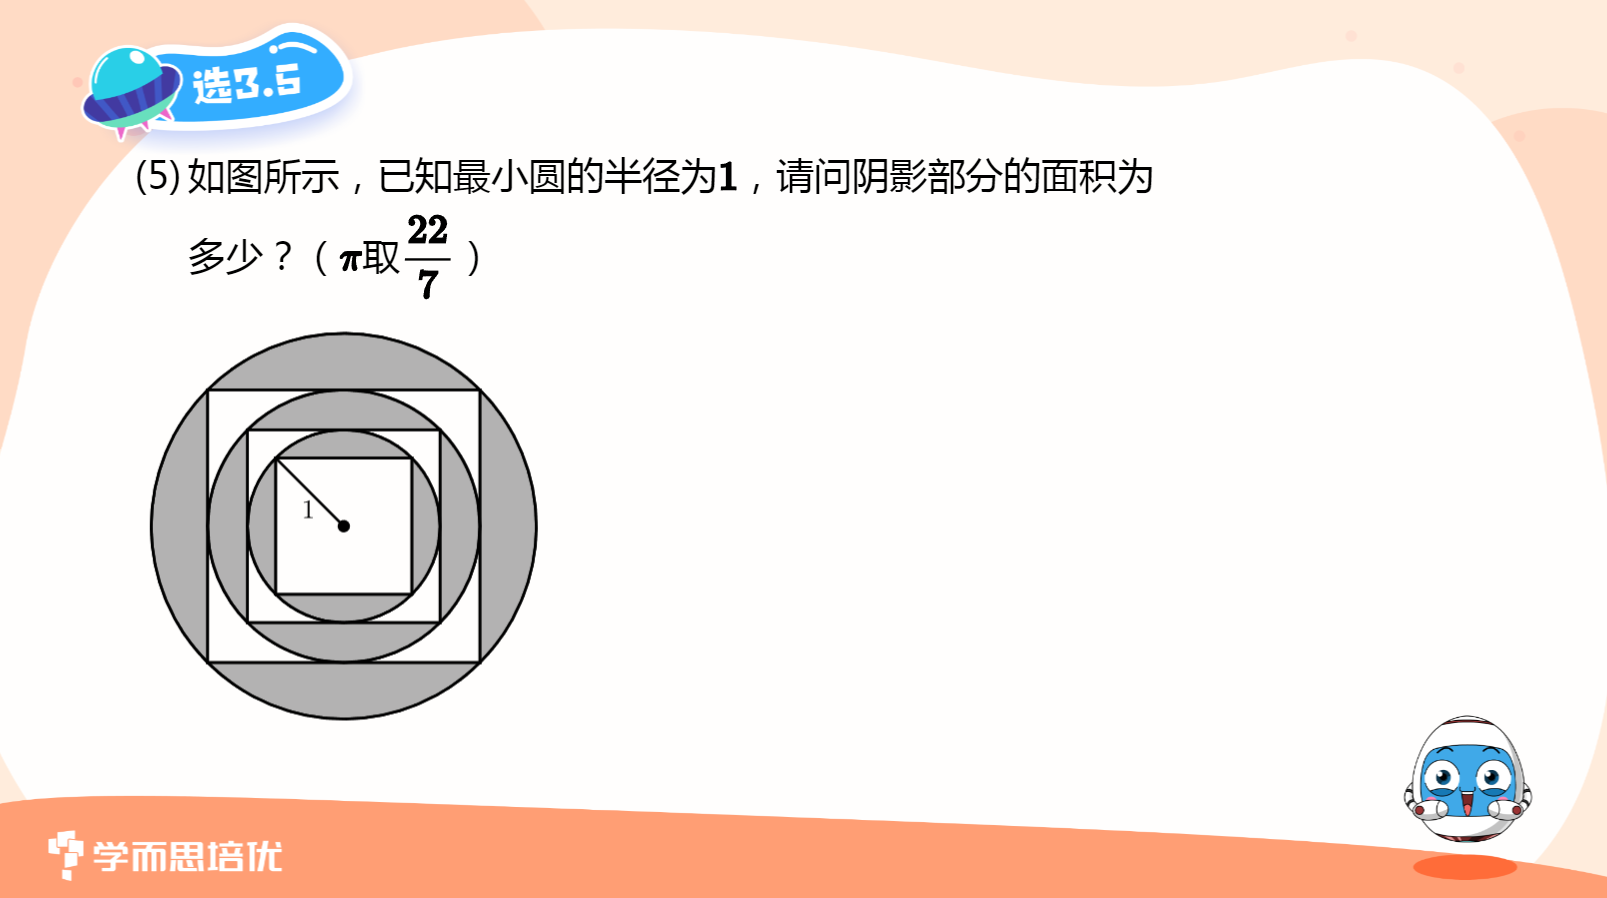 选3.5
(5) 如图所示，已知最小圆的半径为1，请问阴影部分的面积为
多少？（π取22/7）
1
学而思培优